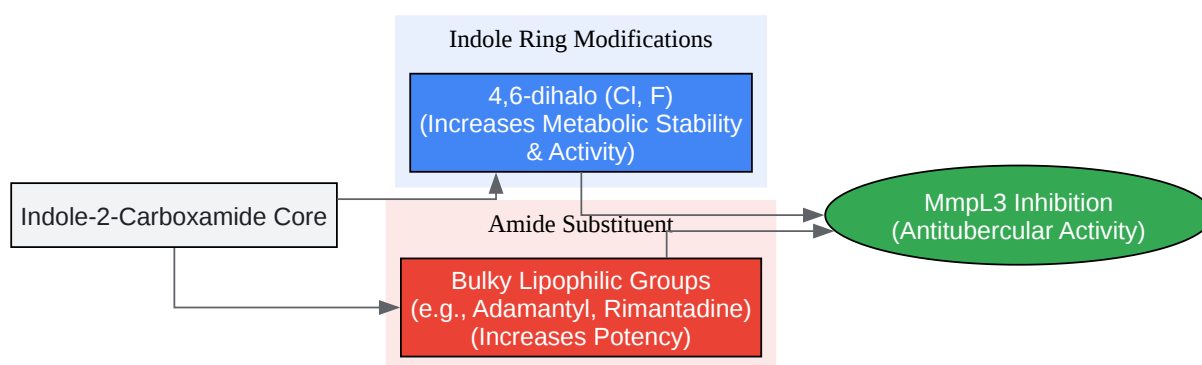 Indole Ring Modifications
4,6-dihalo (Cl, F)
(Increases Metabolic Stability
& Activity)
Indole-2-Carboxamide Core
MmpL3 Inhibition
(Antitubercular Activity)
Amide Substituent
Bulky Lipophilic Groups
(e.g., Adamantyl, Rimantadine)
(Increases Potency)